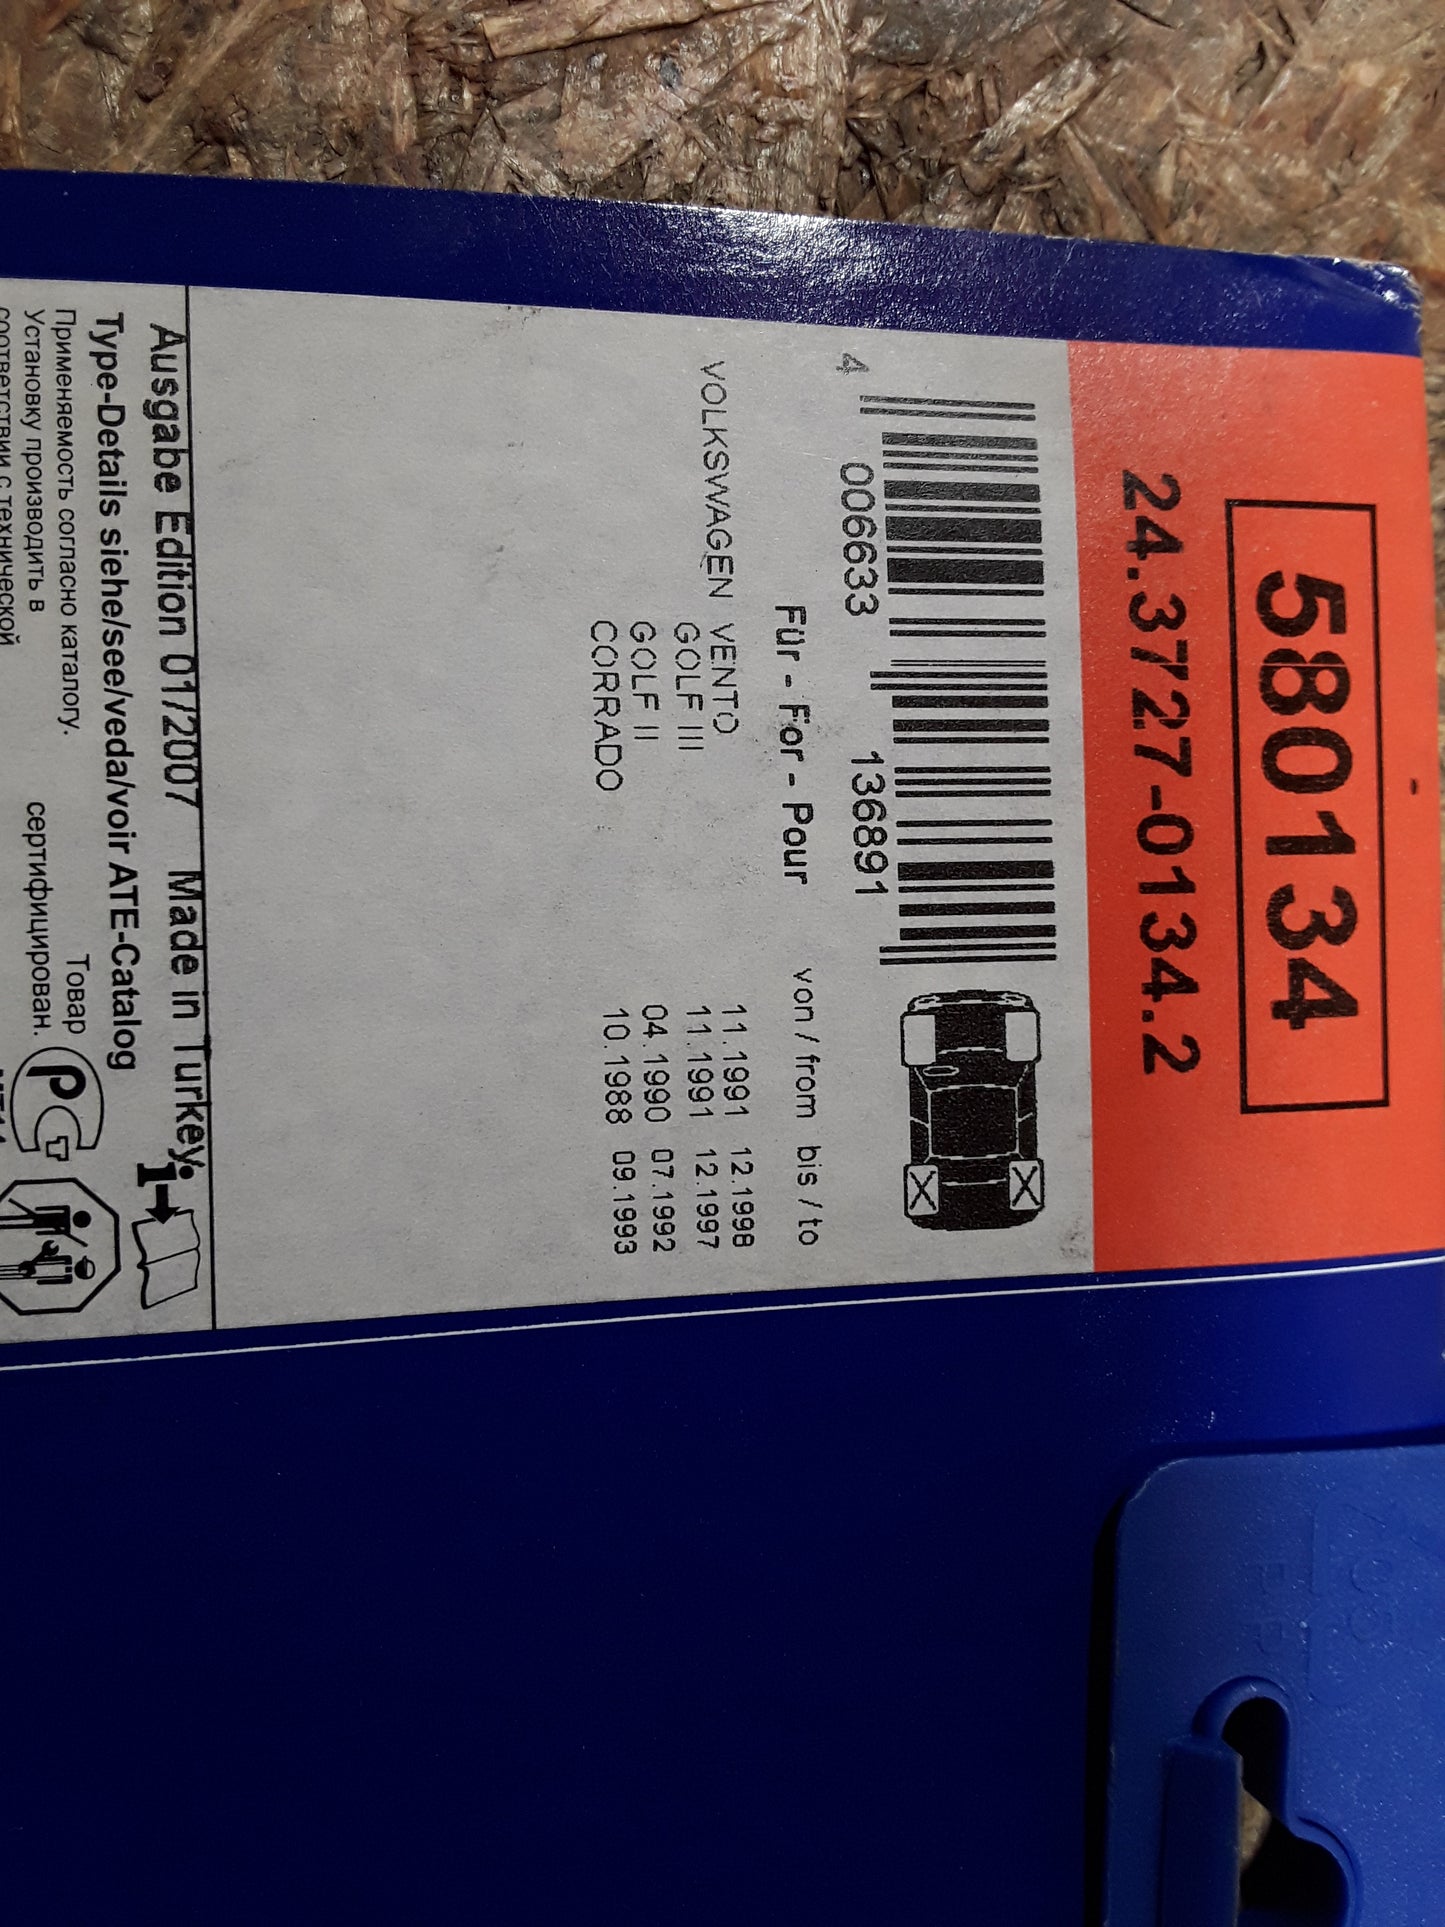 580134
24.3727-0134.2
4 006633 136891
Für - For - Pour von / from bis / to
VOLKSWAGEN VENTO 11.1991 12.1998
GOLF III 11.1991 12.1997
GOLF II 04.1990 07.1992
CORRADO 10.1988 09.1993
Ausgabe Edition 01/2007 Made in Turkey
Type-Details siehe/see/veda/voir ATE-Catalog
Применяемость согласно каталогу. Товар
Установку производить в сертифицирован.
соответствии с технической